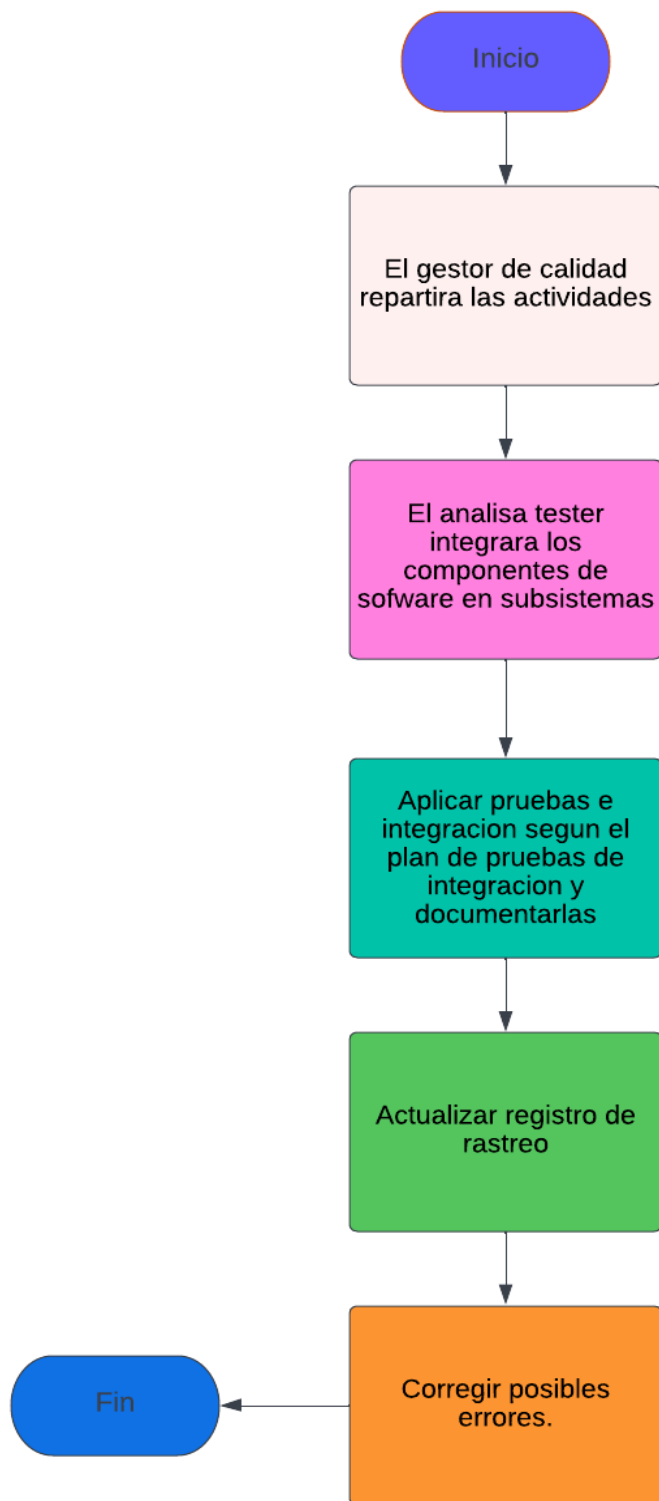 Inicio
El gestor de calidad
repartira las actividades
El analisa tester
integrara los
componentes de
sofware en subsistemas
Aplicar pruebas e
integracion segun el
plan de pruebas de
integracion y
documentarlas
Actualizar registro de
rastreo
Corregir posibles
errores.
Fin